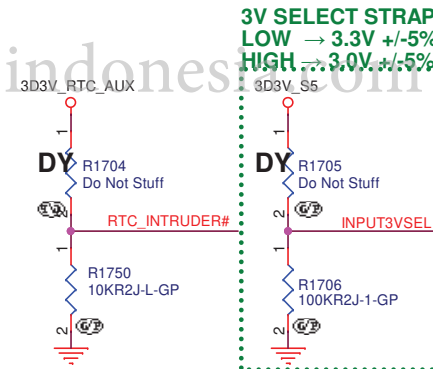 3V SELECT STRAP
LOW → 3.3V +/-5%
HIGH → 3.0V +/-5%
indonesia.com
3D3V_RTC_AUX
3D3V_S5
1
1
DY
R1704
Do Not Stuff
DY
R1705
Do Not Stuff
2
2
G/P
RTC_INTRUDER#
INPUT3VSEL
1
1
R1750
10KR2J-L-GP
R1706
100KR2J-1-GP
2
G/P
2
G/P